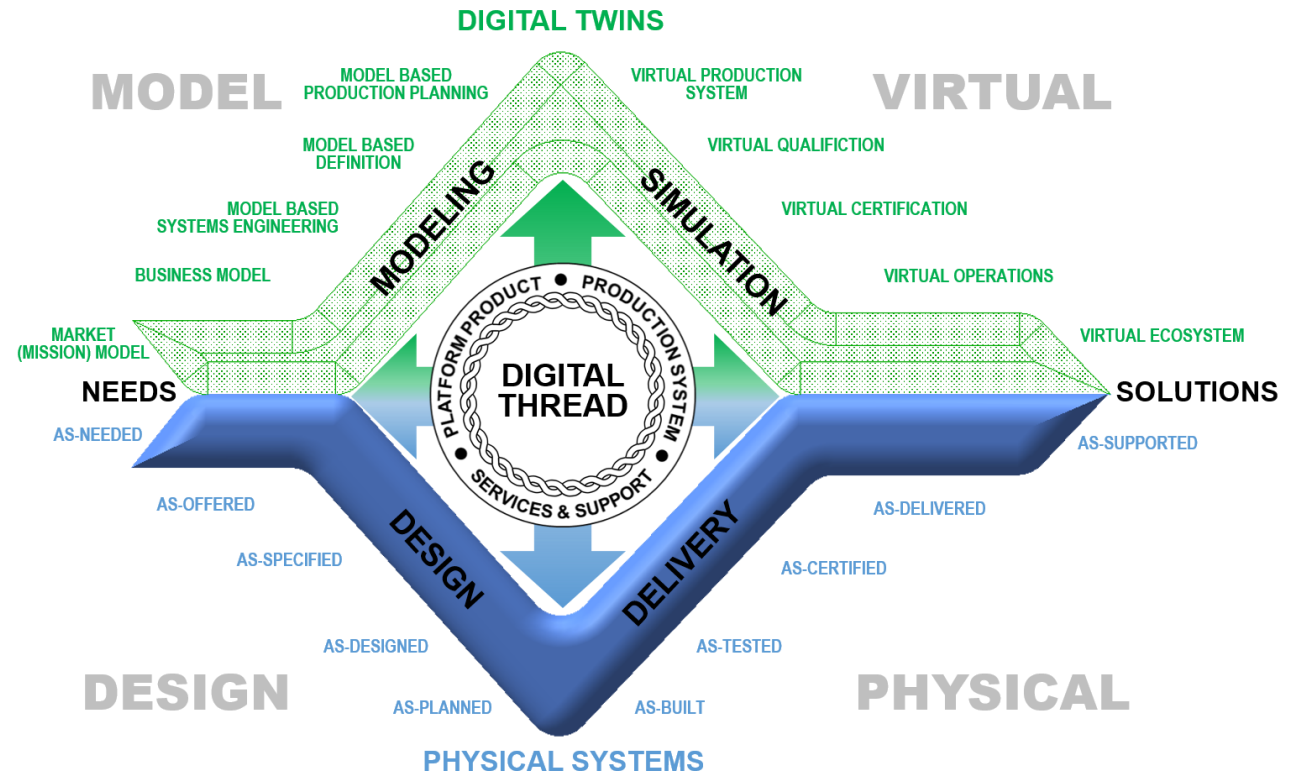 DIGITAL TWINS
MODEL
VIRTUAL
MODEL BASED
PRODUCTION PLANNING
VIRTUAL PRODUCTION
SYSTEM
MODEL BASED
DEFINITION
VIRTUAL QUALIFICTION
MODELING
SIMULATION
MODEL BASED
SYSTEMS ENGINEERING
VIRTUAL CERTIFICATION
BUSINESS MODEL
VIRTUAL OPERATIONS
MARKET
(MISSION) MODEL
VIRTUAL ECOSYSTEM
PLATFORM PRODUCT • PRODUCTION SYSTEM • SERVICES & SUPPORT •
DIGITAL
THREAD
NEEDS
SOLUTIONS
AS-NEEDED
AS-SUPPORTED
AS-OFFERED
AS-DELIVERED
DESIGN
DELIVERY
AS-SPECIFIED
AS-CERTIFIED
AS-DESIGNED
AS-TESTED
DESIGN
PHYSICAL
AS-PLANNED
AS-BUILT
PHYSICAL SYSTEMS